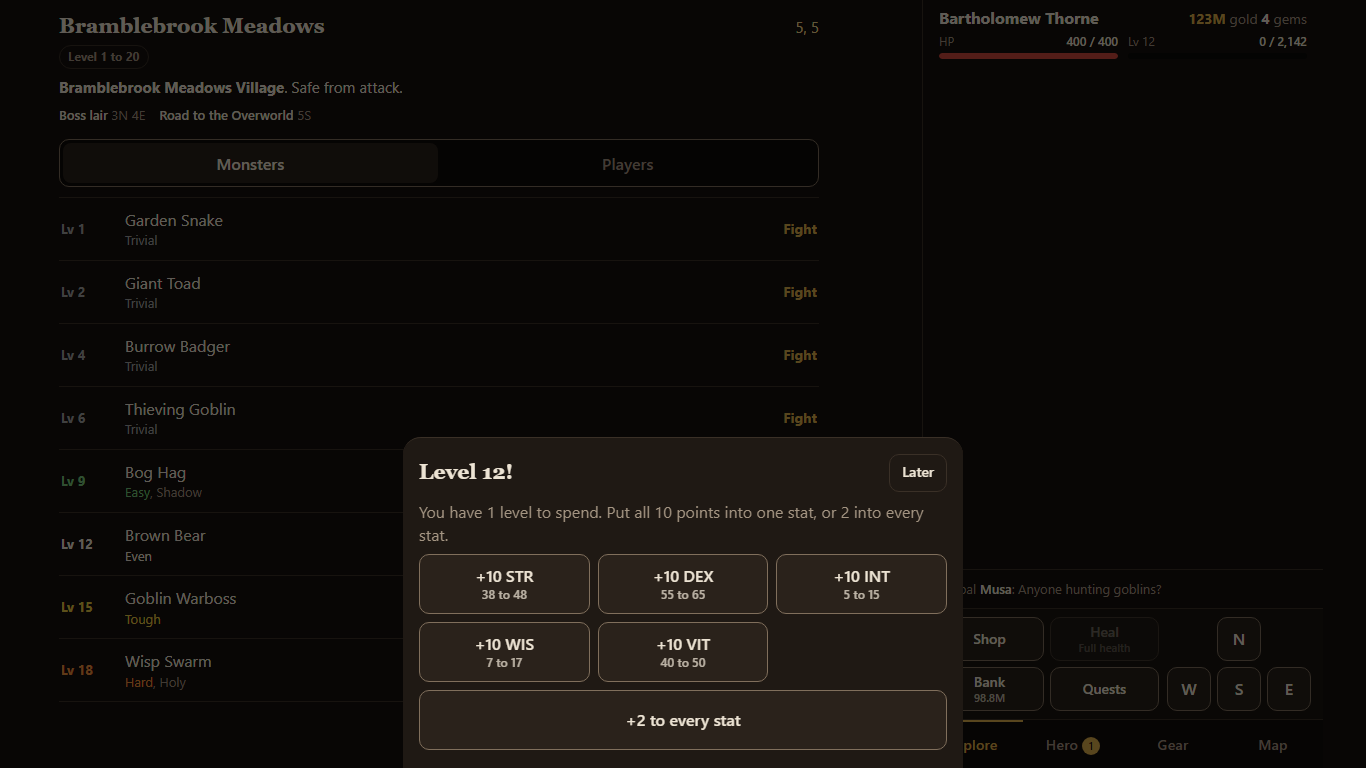 Bramblebrook Meadows
5, 5
Level 1 to 20
Bramblebrook Meadows Village. Safe from attack.
Boss lair 3N 4E Road to the Overworld 5S
Monsters
Players
Lv 1
Garden Snake
Trivial
Fight
Lv 2
Giant Toad
Trivial
Fight
Lv 4
Burrow Badger
Trivial
Fight
Lv 6
Thieving Goblin
Trivial
Fight
Lv 9
Bog Hag
Easy, Shadow
Lv 12
Brown Bear
Even
Lv 15
Goblin Warboss
Tough
Lv 18
Wisp Swarm
Hard, Holy
Bartholomew Thorne
123M gold 4 gems
HP 400 / 400
Lv 12 0 / 2,142
Musa: Anyone hunting goblins?
Shop
Heal
Full health
N
Bank
98.8M
Quests
W
S
E
Hero 1
Gear
Map
Level 12!
Later
You have 1 level to spend. Put all 10 points into one stat, or 2 into every
stat.
+10 STR
38 to 48
+10 DEX
55 to 65
+10 INT
5 to 15
+10 WIS
7 to 17
+10 VIT
40 to 50
+2 to every stat